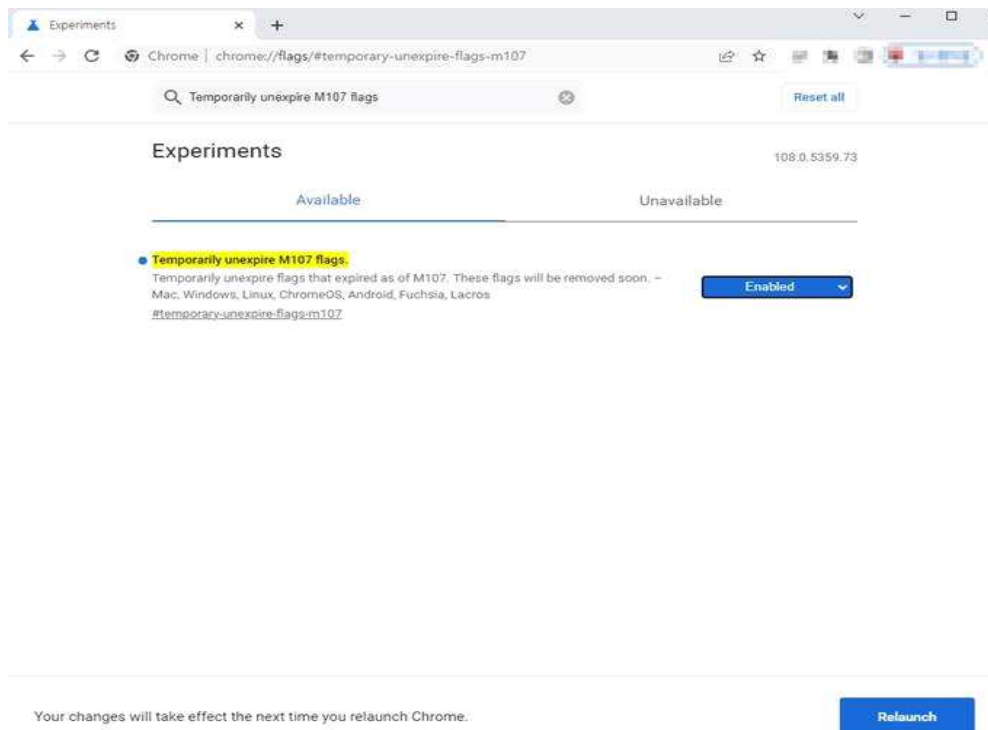 Experiments
Chrome | chrome://flags/#temporary-unexpire-flags-m107
Temporarily unexpire M107 flags
Reset all
Experiments
108.0.5359.73
Available
Unavailable
Temporarily unexpire M107 flags.
Temporarily unexpire flags that expired as of M107. These flags will be removed soon. –
Mac, Windows, Linux, ChromeOS, Android, Fuchsia, Lacros
Enabled
#temporary-unexpire-flags-m107
Your changes will take effect the next time you relaunch Chrome.
Relaunch